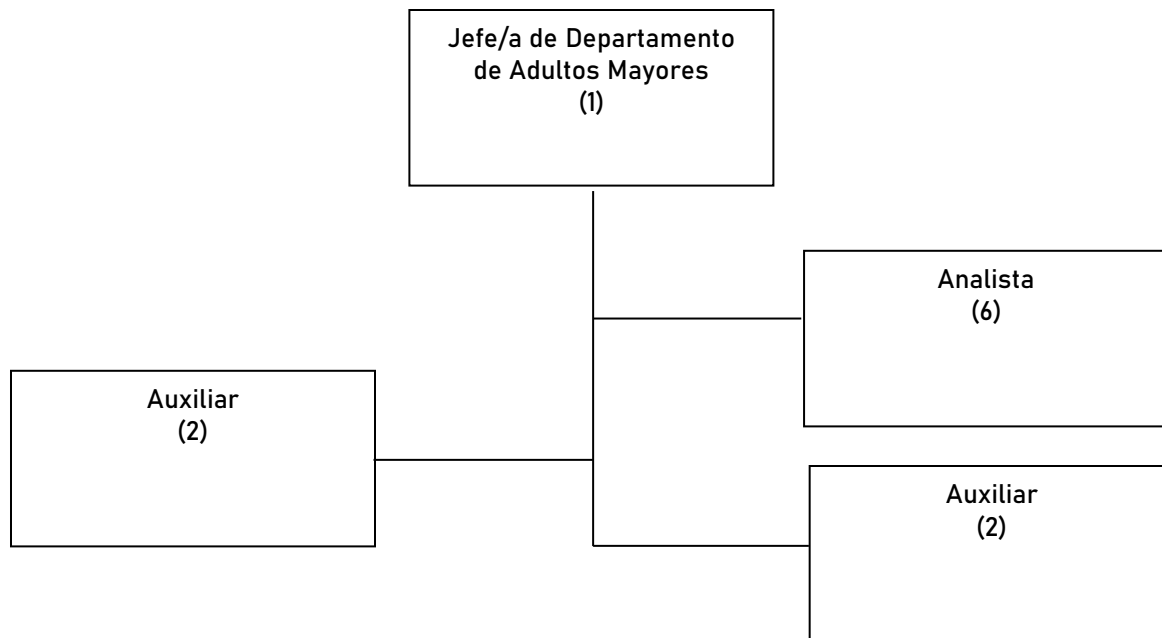 Jefe/a de Departamento
de Adultos Mayores
(1)
Analista
(6)
Auxiliar
(2)
Auxiliar
(2)